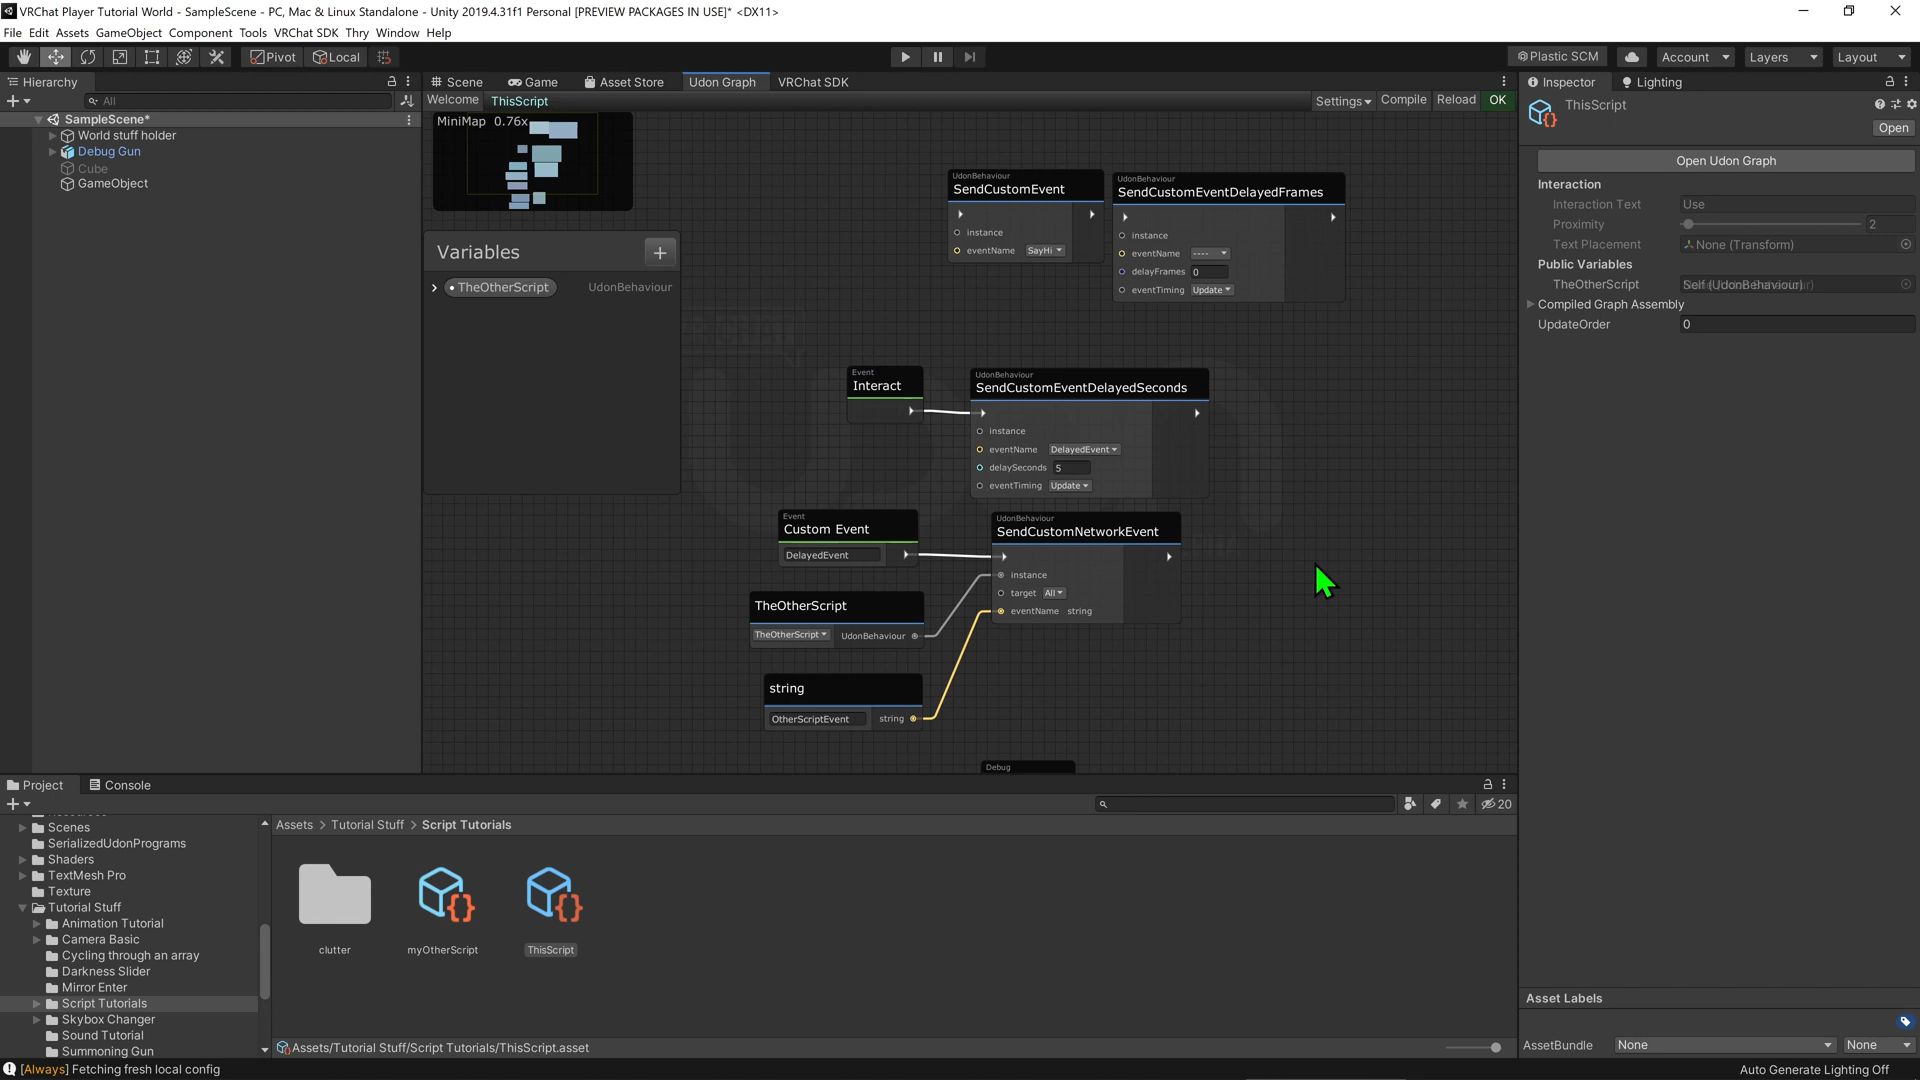 VRChat Player Tutorial World - SampleScene - PC, Mac & Linux Standalone - Unity 2019.4.31f1 Personal [PREVIEW PACKAGES IN USE]* <DX11>
File Edit Assets GameObject Component Tools VRChat SDK Thry Window Help
Pivot Local Plastic SCM Account Layers Layout
Hierarchy Scene Game Asset Store Udon Graph VRChat SDK Inspector Lighting
All Welcome ThisScript Settings Compile Reload OK ThisScript
Open
SampleScene*
World stuff holder
Debug Gun
Cube
GameObject
MiniMap 0.76x
Variables
TheOtherScript UdonBehaviour
UdonBehaviour
SendCustomEvent
instance
eventName SayHi
UdonBehaviour
SendCustomEventDelayedFrames
instance
eventName ----
delayFrames 0
eventTiming Update
Event
Interact
UdonBehaviour
SendCustomEventDelayedSeconds
instance
eventName DelayedEvent
delaySeconds 5
eventTiming Update
Event
Custom Event
DelayedEvent
UdonBehaviour
SendCustomNetworkEvent
instance
target All
eventName string
TheOtherScript
TheOtherScript UdonBehaviour
string
OtherScriptEvent string
Debug
Open Udon Graph
Interaction
Interaction Text Use
Proximity 2
Text Placement None (Transform)
Public Variables
TheOtherScript
Compiled Graph Assembly
UpdateOrder 0
Project Console
20
Scenes
SerializedUdonPrograms
Shaders
TextMesh Pro
Texture
Tutorial Stuff
Animation Tutorial
Camera Basic
Cycling through an array
Darkness Slider
Mirror Enter
Script Tutorials
Skybox Changer
Sound Tutorial
Summoning Gun
Assets > Tutorial Stuff > Script Tutorials
clutter myOtherScript ThisScript
Assets/Tutorial Stuff/Script Tutorials/ThisScript.asset
Asset Labels
AssetBundle None None
[Always] Fetching fresh local config
Auto Generate Lighting Off